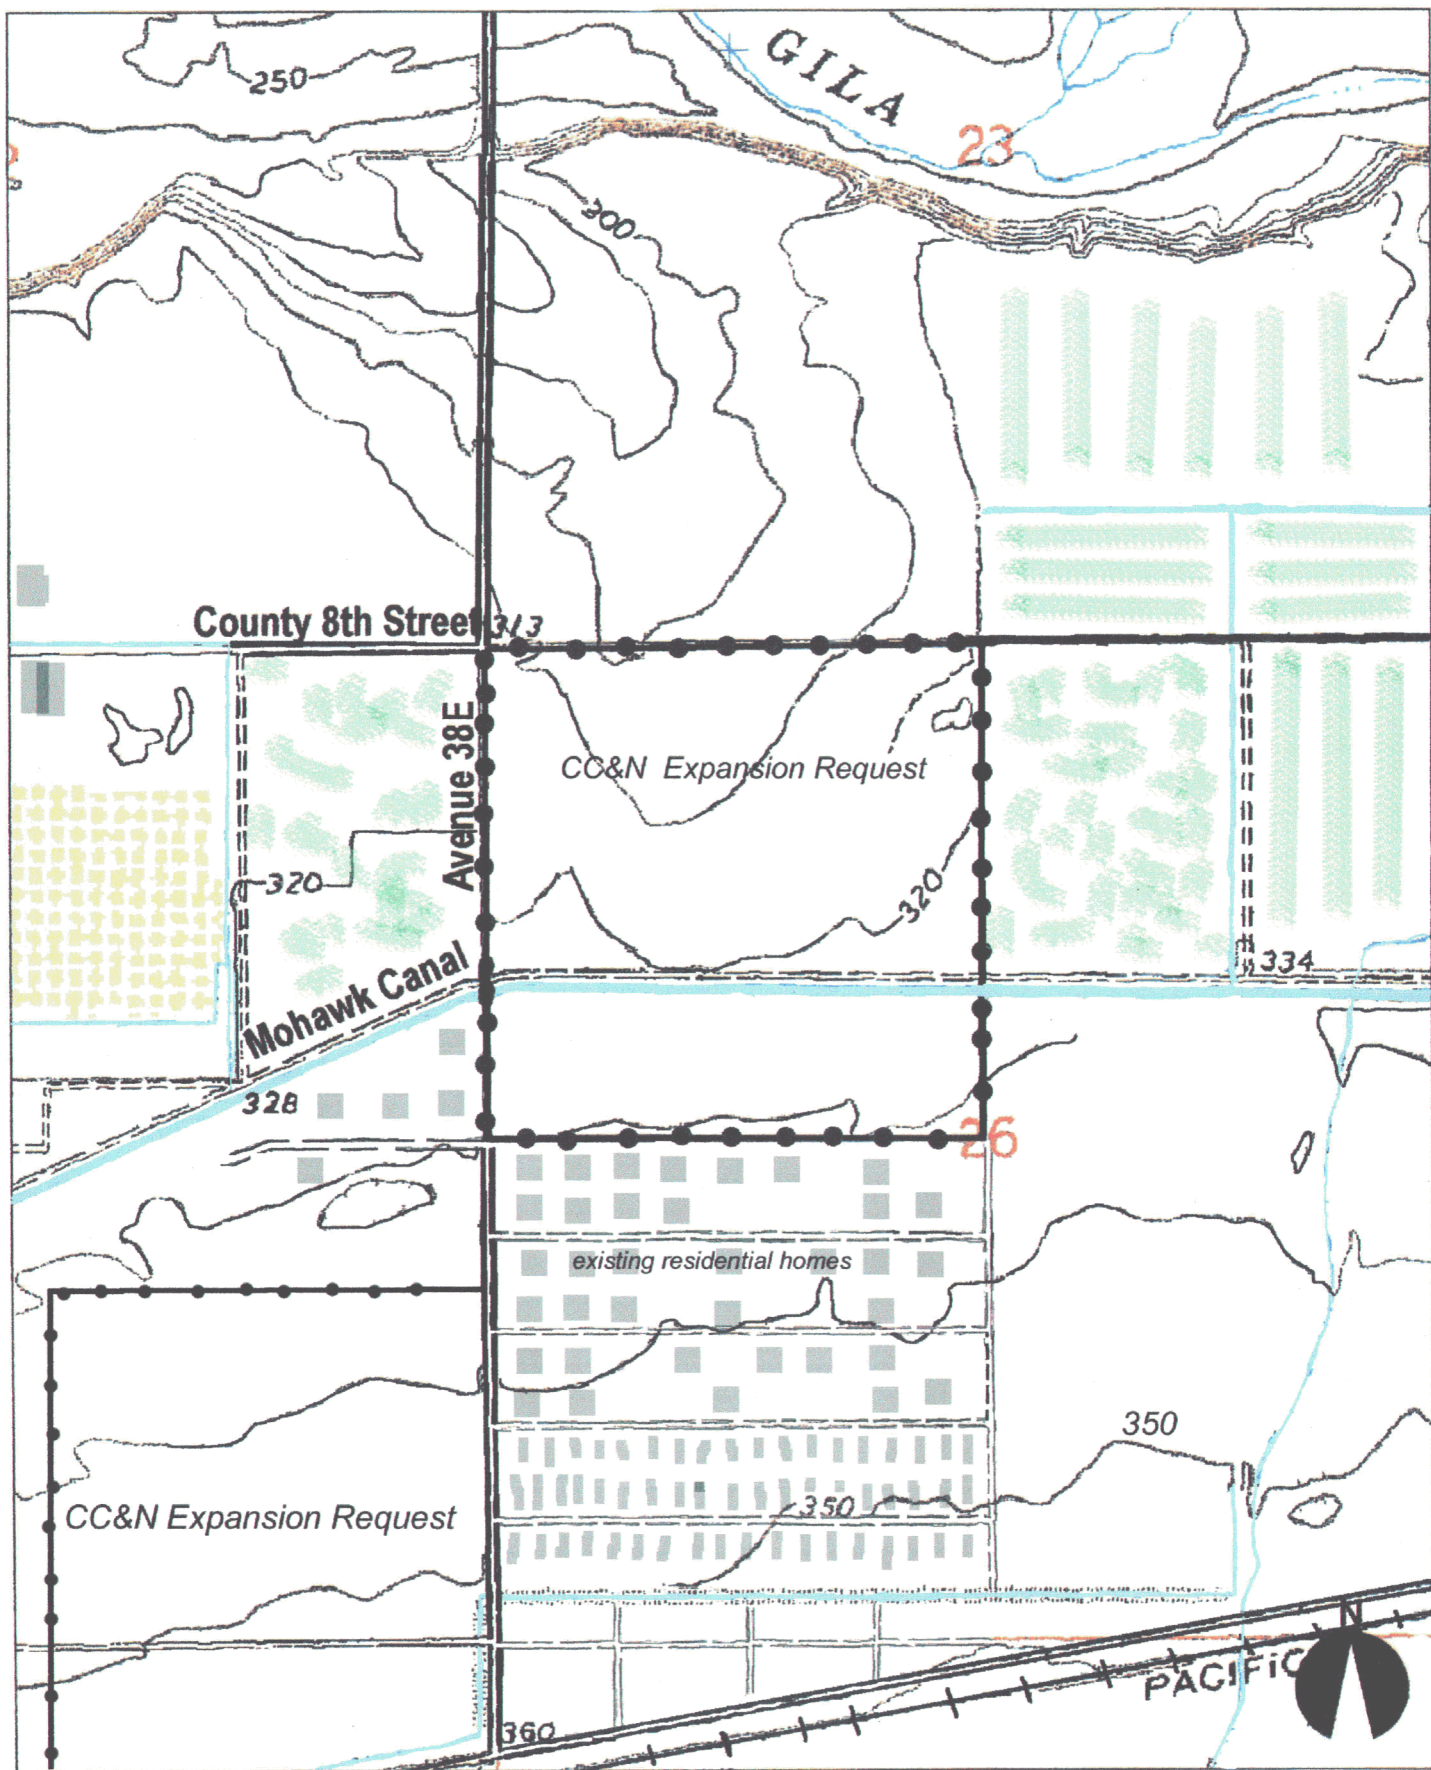 250
GILA
23
300
County 8th Street
313
Avenue 38E
CC&N Expansion Request
320
320
Mohawk Canal
334
328
26
existing residential homes
350
CC&N Expansion Request
350
N
PACIFIC
360